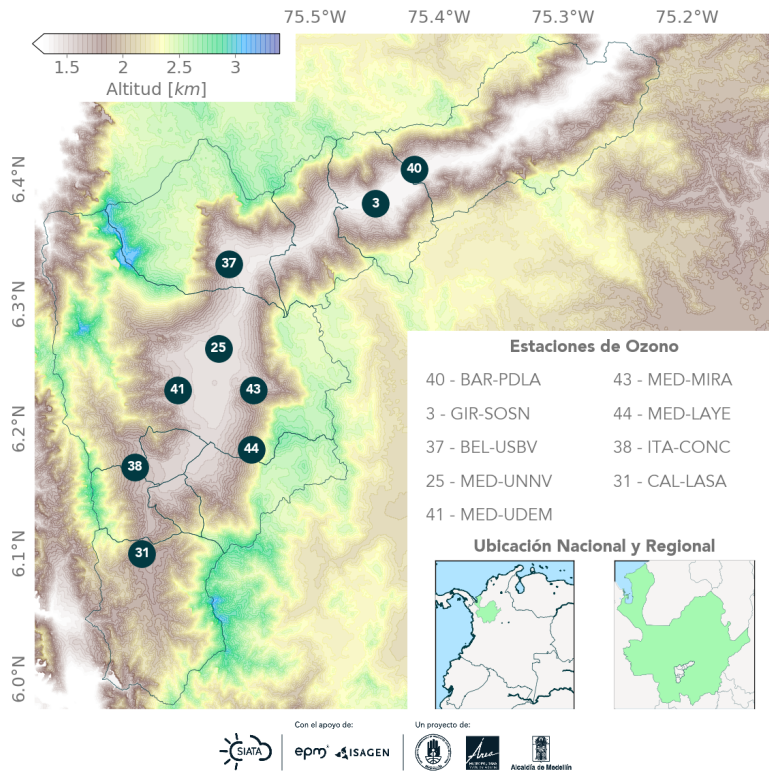 75.5°W 75.4°W 75.3°W 75.2°W
1.5 2 2.5 3
Altitud [km]
6.4°N
6.3°N
6.2°N
6.1°N
6.0°N
40
3
37
25
41
43
44
38
31
Estaciones de Ozono
40 - BAR-PDLA 43 - MED-MIRA
3 - GIR-SOSN 44 - MED-LAYE
37 - BEL-USBV 38 - ITA-CONC
25 - MED-UNNV 31 - CAL-LASA
41 - MED-UDEM
Ubicación Nacional y Regional
Con el apoyo de: Un proyecto de:
SIATA epm ISAGEN Área
Alcaldía de Medellín